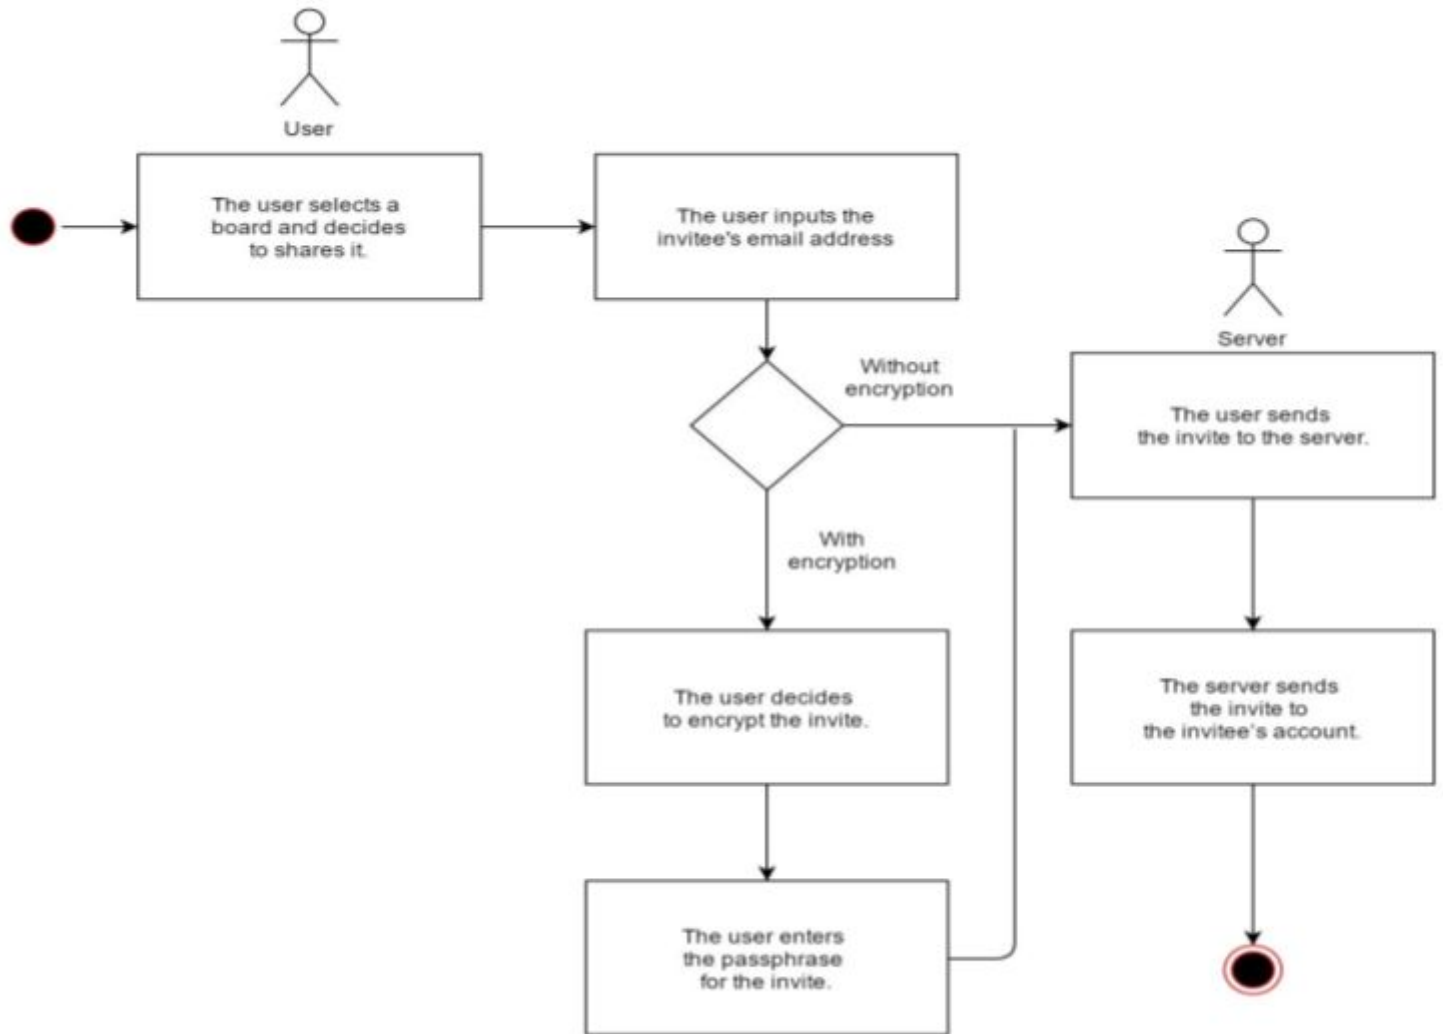 User
The user selects a
board and decides
to shares it.
The user inputs the
invitee's email address
Server
Without
encryption
The user sends
the invite to the server.
With
encryption
The user decides
to encrypt the invite.
The server sends
the invite to
the invitee’s account.
The user enters
the passphrase
for the invite.